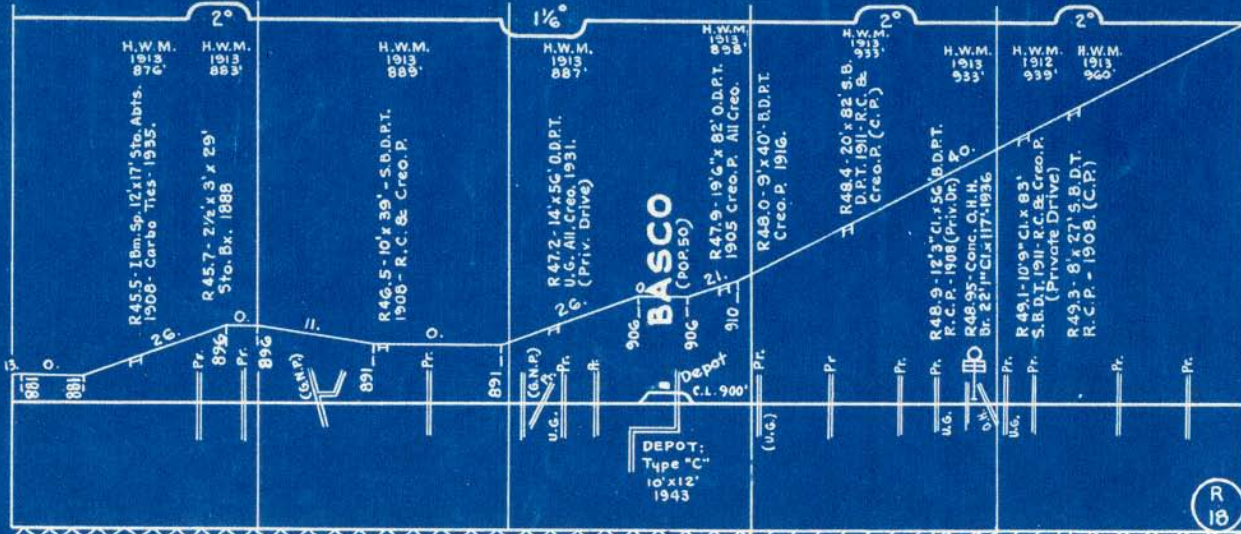 2°
1⅙°
2°
2°
H.W.M.
1913
876'
H.W.M.
1913
883'
H.W.M.
1913
889'
H.W.M.
1913
887'
H.W.M.
1913
898'
H.W.M.
1913
933'
H.W.M.
1913
933'
H.W.M.
1912
939'
H.W.M.
1913
960'
R45.5 - 1Bm. Sp. 12'x17' Sto. Abts.
1908 - Carbo Ties - 1935.
R45.7 - 2½' x 3' x 29'
Sto. Bx. 1888
R46.5 - 10'x 39' - S.B.D.P.T.
1908 - R.C. & Creo. P.
R47.2 - 14'x 56' O.D.P.T.
U.G. All. Creo. 1931.
(Priv. Drive)
BASCO
(POP. 50)
R47.9 - 19'6"x 82' O.D.P.T.
1905 Creo. P. All Creo.
R48.0 - 9'x 40' - B.D.P.T.
Creo. P. 1916.
R48.4 - 20'x 82' S.B.
D.P.T. 1911 - R.C. &
Creo. P. (C.P.)
R48.9 - 12'3" Cl. x 56' B.D.P.T.
R.C.P. - 1908 (Priv. Dr.)
R48.95 - Conc. O.H.H.
Br. 22'1" Cl. x 117' - 1936
R49.1 - 10'9" Cl. x 83'
S.B.D.T. 1911 - R.C. & Creo. P.
(Private Drive)
R49.3 - 8'x 27' S.B.D.T.
R.C.P. - 1908. (C.P.)
13.
O.
26.
O.
11.
O.
26.
O.
21.
40.
881
881
896
896
891
891
906
906
910
Pr.
Pr.
(G.N.P.)
Pr.
(G.N.P.)
Pr.
U.G.
Pr.
Pr.
Depot
C.L. 900'
Pr.
(U.G.)
Pr.
Pr.
Pr.
U.G.
O.H.
Pr.
U.G.
Pr.
Pr.
DEPOT:
Type "C"
10'x12'
1943
R
18